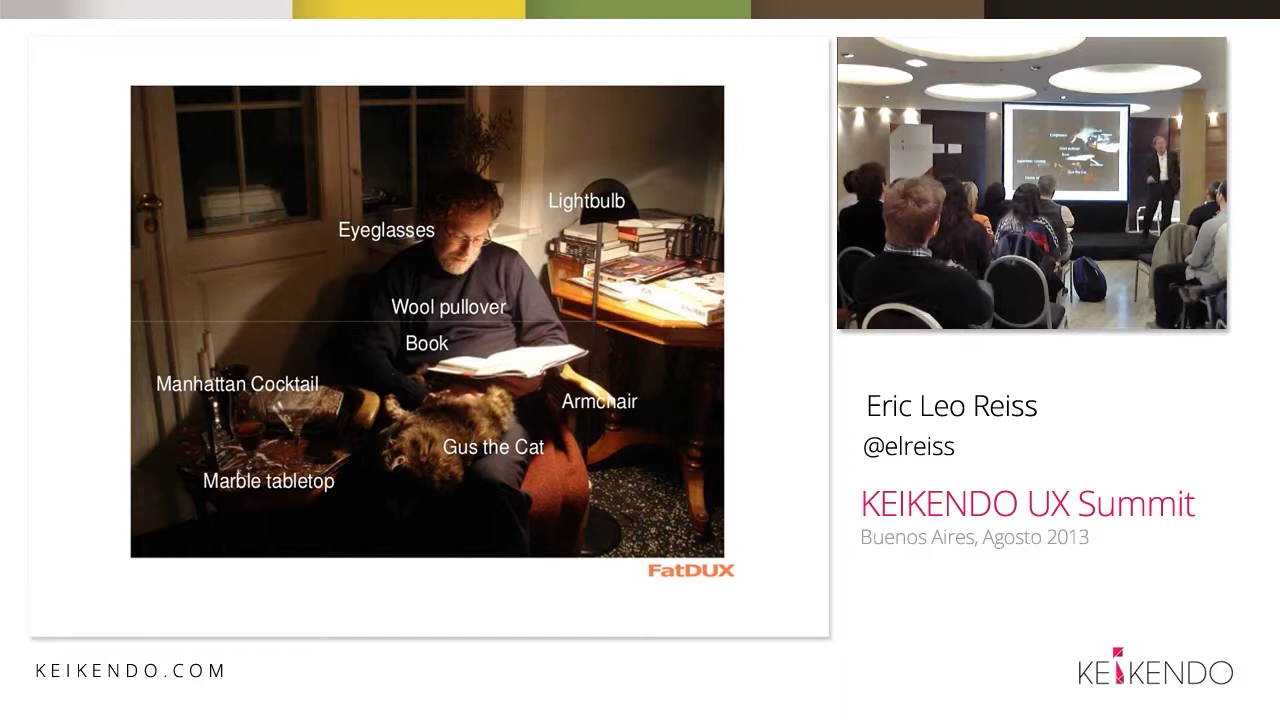 Lightbulb
Eyeglasses
Wool pullover
Book
Manhattan Cocktail
Armchair
Gus the Cat
Marble tabletop
FatDUX
Eric Leo Reiss
@elreiss
KEIKENDO UX Summit
Buenos Aires, Agosto 2013
KEIKENDO.COM
KEIKENDO